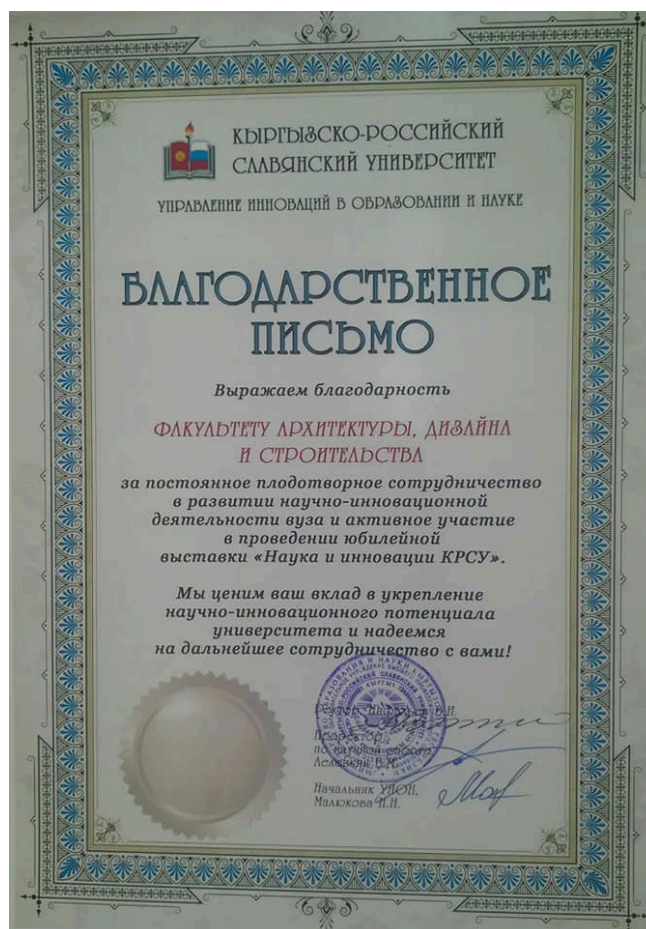 КЫРГЫЗСКО-РОССИЙСКИЙ
СЛАВЯНСКИЙ УНИВЕРСИТЕТ
УПРАВЛЕНИЕ ИННОВАЦИЙ В ОБРАЗОВАНИИ И НАУКЕ
БЛАГОДАРСТВЕННОЕ
ПИСЬМО
Выражаем благодарность
ФАКУЛЬТЕТУ АРХИТЕКТУРЫ, ДИЗАЙНА
И СТРОИТЕЛЬСТВА
за постоянное плодотворное сотрудничество
в развитии научно-инновационной
деятельности вуза и активное участие
в проведении юбилейной
выставки «Наука и инновации КРСУ».
Мы ценим ваш вклад в укрепление
научно-инновационного потенциала
университета и надеемся
на дальнейшее сотрудничество с вами!
Ректор
Проректор
по научной работе
Начальник УИОН,
Малюкова Н.Н.